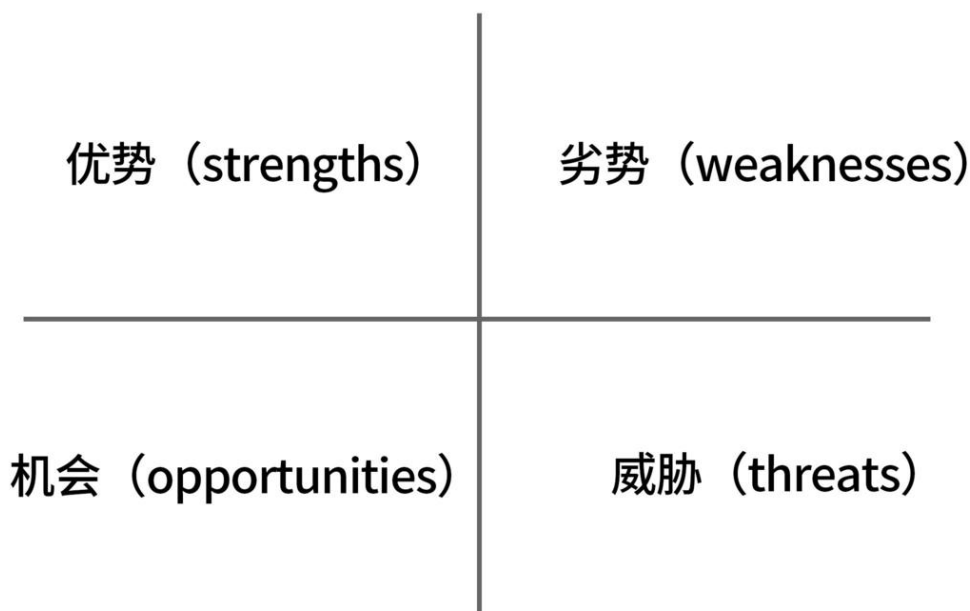 优势（strengths）
劣势（weaknesses）
机会（opportunities）
威胁（threats）